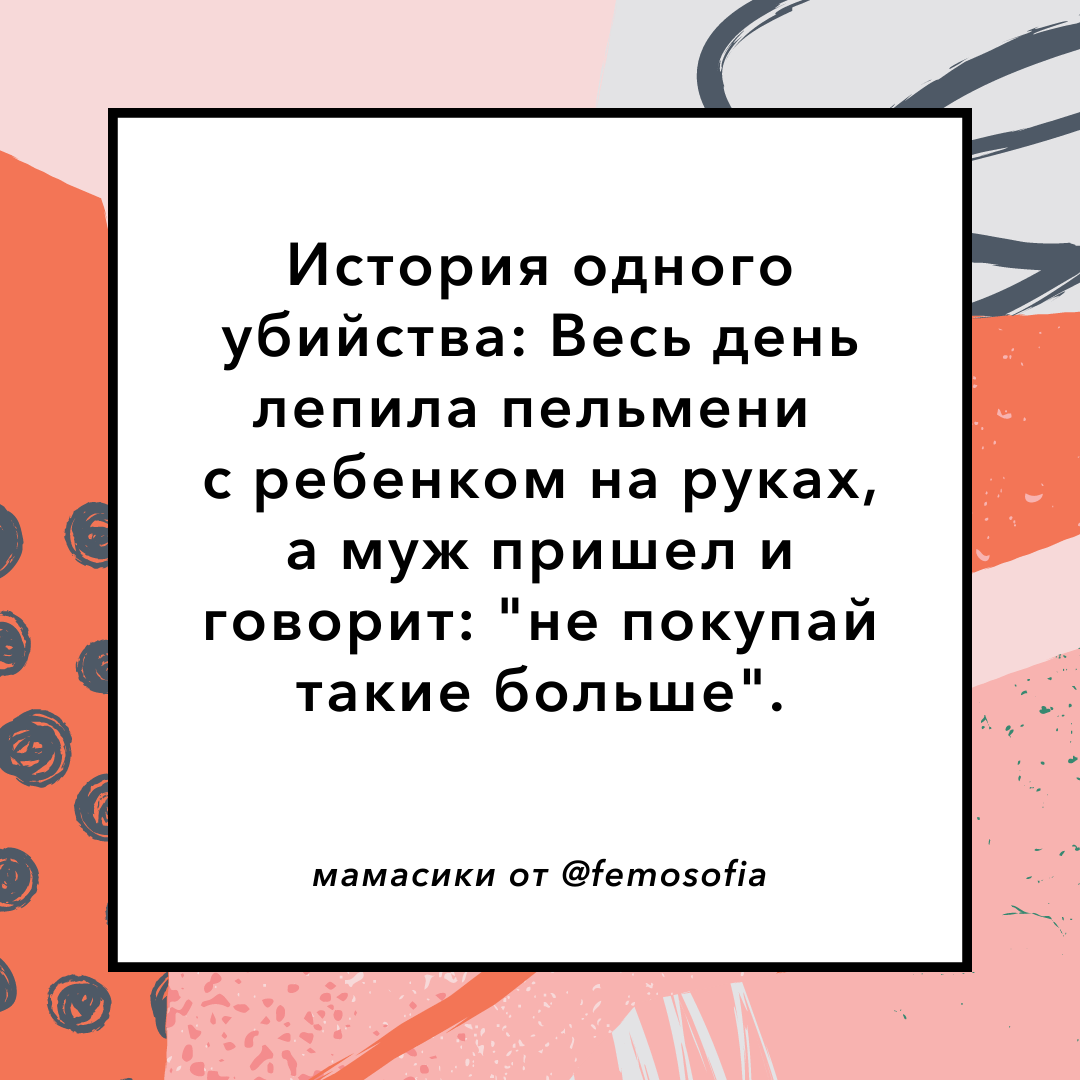 История одного
убийства: Весь день
лепила пельмени
с ребенком на руках,
а муж пришел и
говорит: "не покупай
такие больше".
мамасики от @femosofia